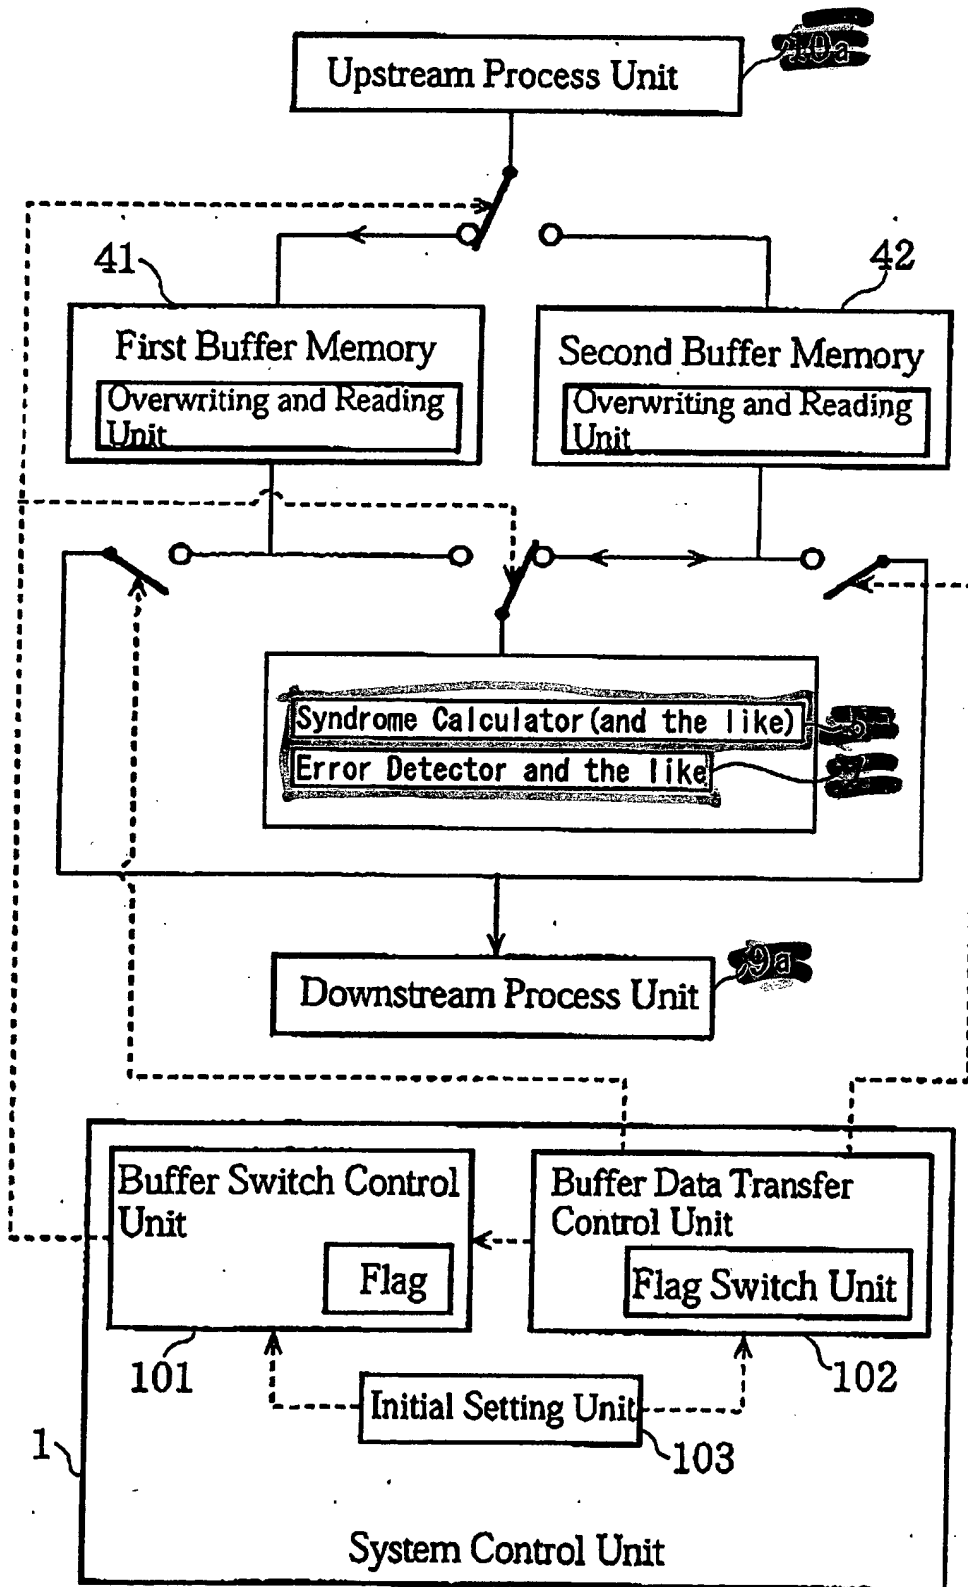 10a
Upstream Process Unit
41
42
First Buffer Memory
Overwriting and Reading
Unit
Second Buffer Memory
Overwriting and Reading
Unit
Syndrome Calculator(and the like)
Error Detector and the like
9a
Downstream Process Unit
Buffer Switch Control
Unit
Flag
Buffer Data Transfer
Control Unit
Flag Switch Unit
101
102
Initial Setting Unit
103
1
System Control Unit